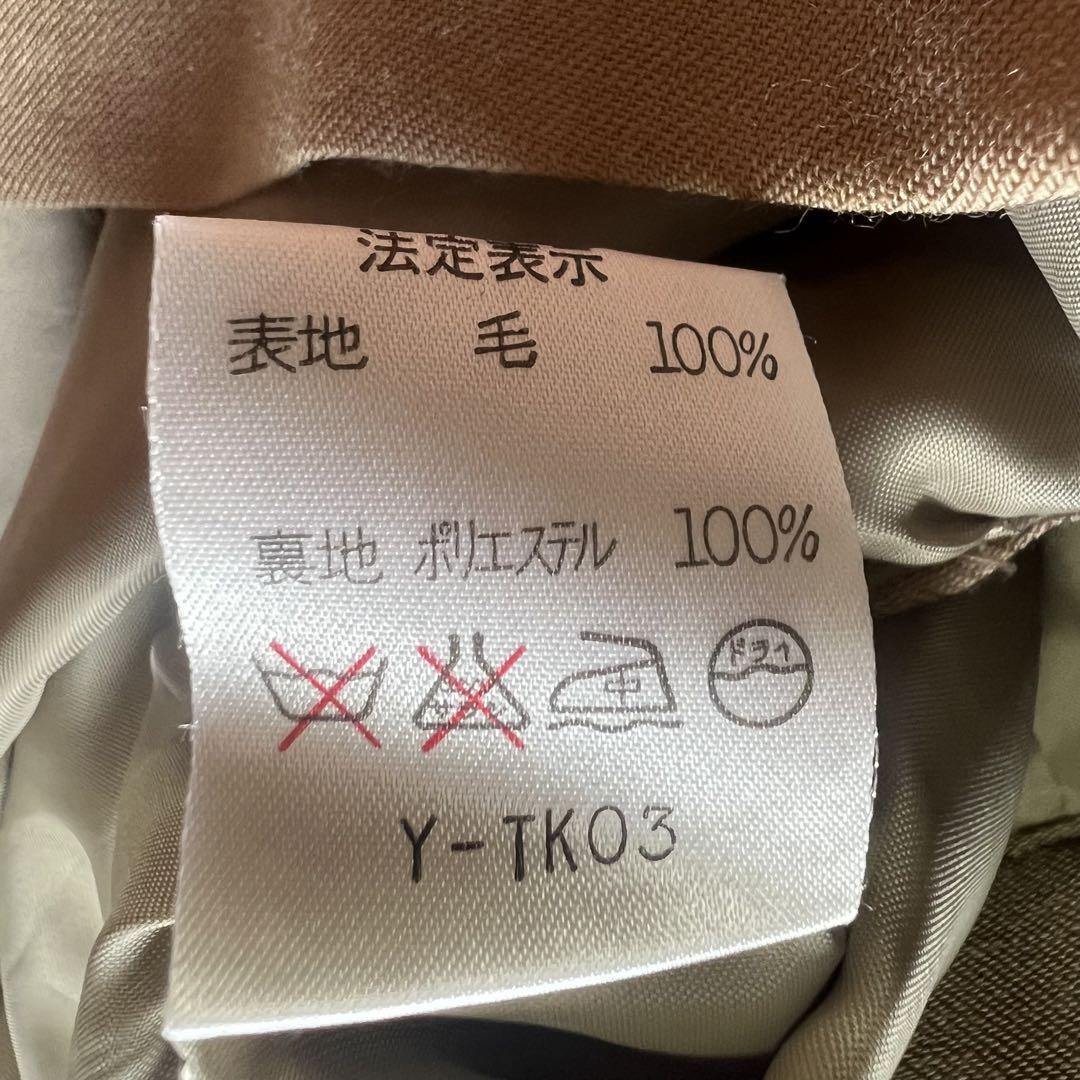 法定表示
表地 毛 100%
裏地 ポリエステル 100%
中 ドライ
Y-TK03